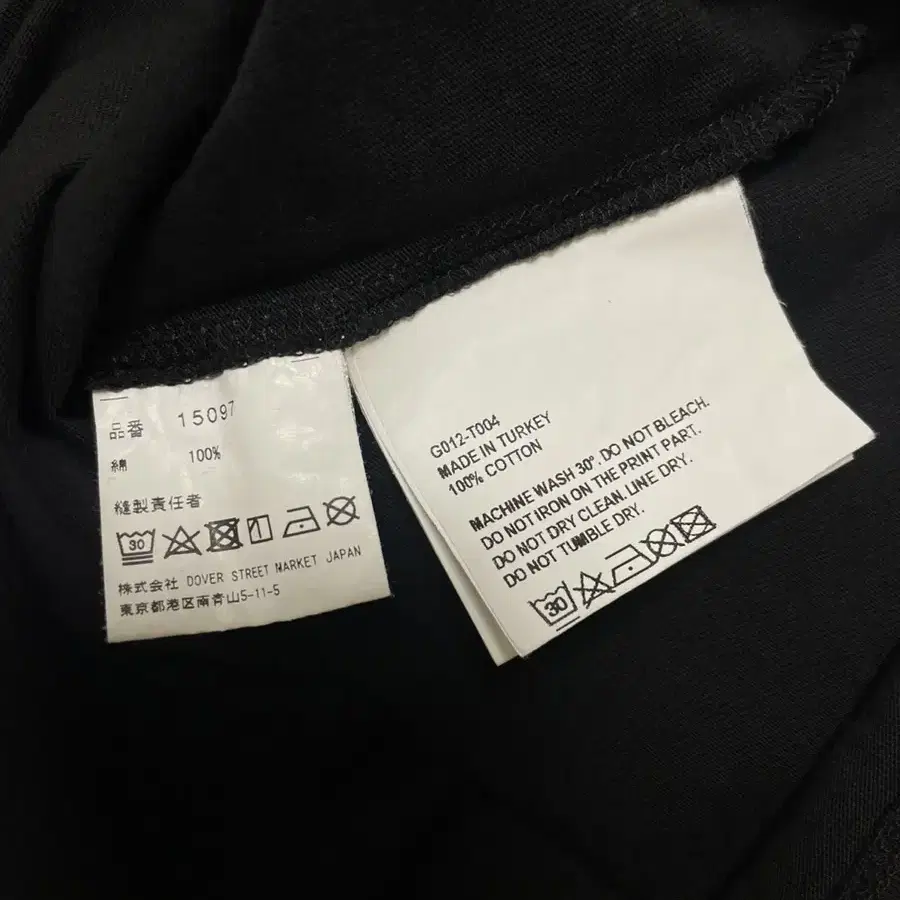 品番 15097
綿 100%
縫製責任者
30
株式会社 DOVER STREET MARKET JAPAN
東京都港区南青山5-11-5
G012-T004
MADE IN TURKEY
100% COTTON
MACHINE WASH 30°. DO NOT BLEACH.
DO NOT IRON ON THE PRINT PART.
DO NOT DRY CLEAN. LINE DRY.
DO NOT TUMBLE DRY.
30